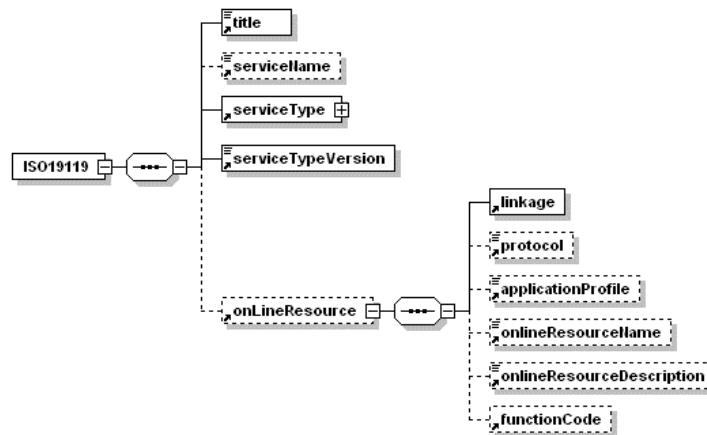 title
serviceName
serviceType
ISO19119
serviceTypeVersion
linkage
protocol
applicationProfile
onLineResource
onlineResourceName
onlineResourceDescription
functionCode